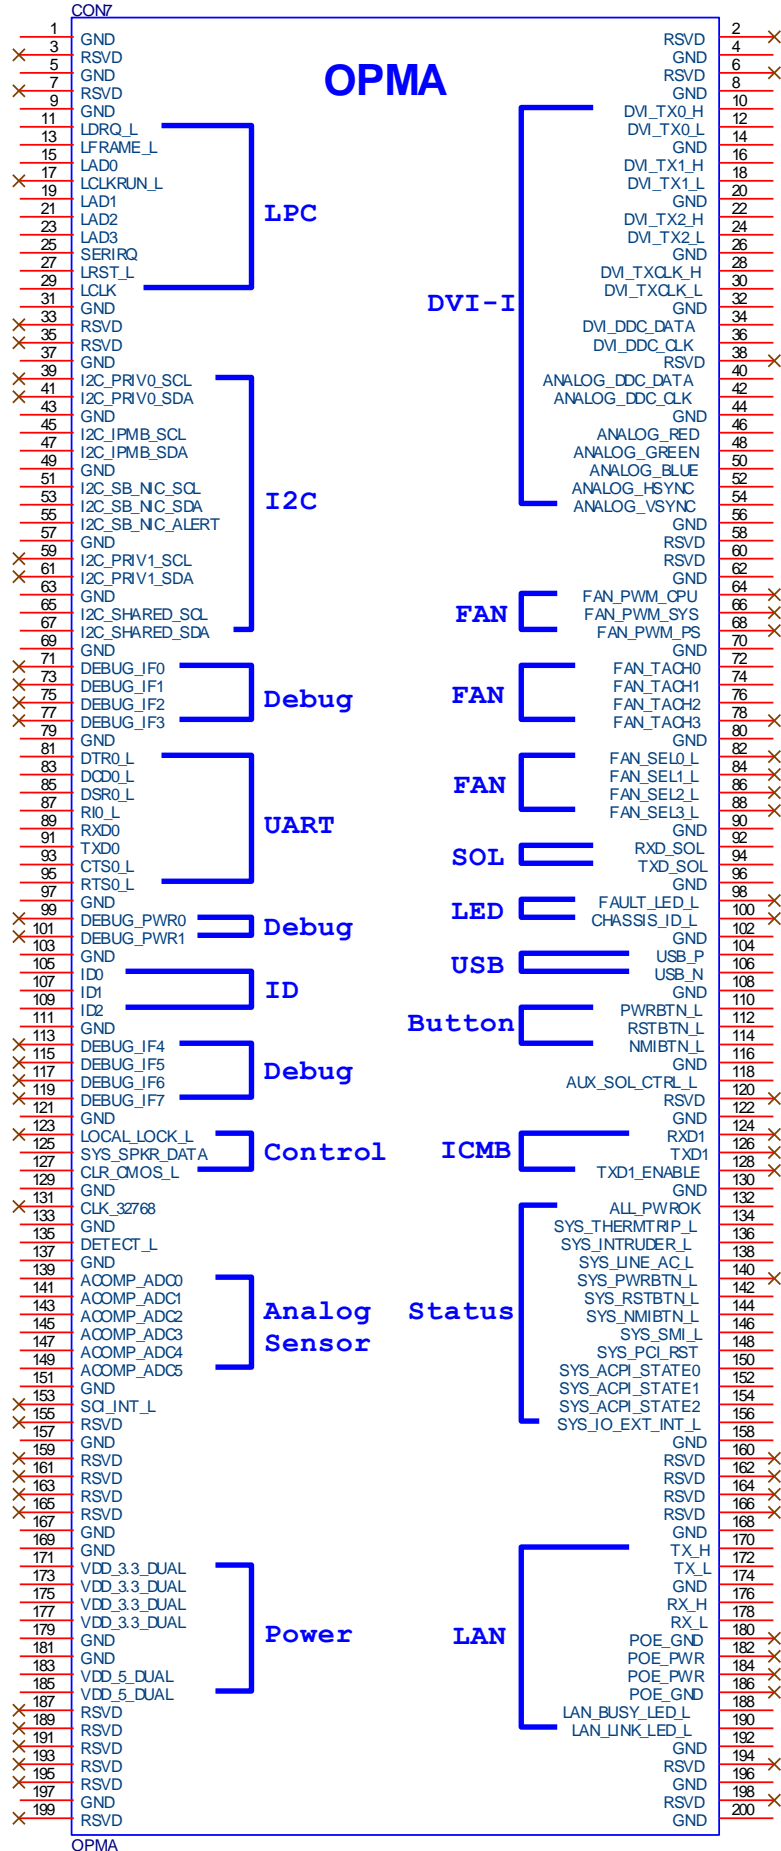 CON7
OPMA
1 GND RSVD 2
3 RSVD GND 4
5 GND RSVD 6
7 RSVD GND 8
9 GND DVI_TX0_H 10
11 LDRQ_L DVI_TX0_L 12
13 LFRAME_L GND 14
15 LAD0 DVI_TX1_H 16
17 LCLKRUN_L DVI_TX1_L 18
19 LAD1 GND 20
LPC
21 LAD2 DVI_TX2_H 22
23 LAD3 DVI_TX2_L 24
25 SERIRQ GND 26
27 LRST_L DVI_TXCLK_H 28
29 LCLK DVI_TXCLK_L 30
DVI-I
31 GND GND 32
33 RSVD DVI_DDC_DATA 34
35 RSVD DVI_DDC_CLK 36
37 GND RSVD 38
39 I2C_PRIV0_SCL ANALOG_DDC_DATA 40
41 I2C_PRIV0_SDA ANALOG_DDC_CLK 42
43 GND GND 44
45 I2C_IPMB_SCL ANALOG_RED 46
47 I2C_IPMB_SDA ANALOG_GREEN 48
49 GND ANALOG_BLUE 50
51 I2C_SB_NIC_SCL ANALOG_HSYNC 52
I2C
53 I2C_SB_NIC_SDA ANALOG_VSYNC 54
55 I2C_SB_NIC_ALERT GND 56
57 GND RSVD 58
59 I2C_PRIV1_SCL RSVD 60
61 I2C_PRIV1_SDA GND 62
63 GND FAN_PWM_CPU 64
65 I2C_SHARED_SCL FAN FAN_PWM_SYS 66
67 I2C_SHARED_SDA FAN_PWM_PS 68
69 GND GND 70
71 DEBUG_IF0 FAN_TACH0 72
73 DEBUG_IF1 FAN_TACH1 74
Debug FAN
75 DEBUG_IF2 FAN_TACH2 76
77 DEBUG_IF3 FAN_TACH3 78
79 GND GND 80
81 DTR0_L FAN_SEL0_L 82
83 DCD0_L FAN_SEL1_L 84
FAN
85 DSR0_L FAN_SEL2_L 86
87 RI0_L FAN_SEL3_L 88
89 RXD0 UART GND 90
91 TXD0 RXD_SOL 92
SOL
93 CTS0_L TXD_SOL 94
95 RTS0_L GND 96
97 GND FAULT_LED_L 98
LED
99 DEBUG_PWR0 CHASSIS_ID_L 100
Debug
101 DEBUG_PWR1 GND 102
103 GND USB_P 104
USB
105 ID0 USB_N 106
107 ID1 ID GND 108
109 ID2 PWRBTN_L 110
111 GND Button RSTBTN_L 112
113 DEBUG_IF4 NMIBTN_L 114
115 DEBUG_IF5 GND 116
Debug
117 DEBUG_IF6 AUX_SOL_CTRL_L 118
119 DEBUG_IF7 RSVD 120
121 GND GND 122
123 LOCAL_LOCK_L RXD1 124
125 SYS_SPKR_DATA Control ICMB TXD1 126
127 CLR_CMOS_L TXD1_ENABLE 128
129 GND GND 130
131 CLK_32768 ALL_PWROK 132
133 GND SYS_THERMTRIP_L 134
135 DETECT_L SYS_INTRUDER_L 136
137 GND SYS_LINE_AC_L 138
139 ACOMP_ADC0 SYS_PWRBTN_L 140
141 ACOMP_ADC1 SYS_RSTBTN_L 142
Analog Status
143 ACOMP_ADC2 SYS_NMIBTN_L 144
145 ACOMP_ADC3 SYS_SMI_L 146
Sensor
147 ACOMP_ADC4 SYS_PCI_RST 148
149 ACOMP_ADC5 SYS_ACPI_STATE0 150
151 GND SYS_ACPI_STATE1 152
153 SCI_INT_L SYS_ACPI_STATE2 154
155 RSVD SYS_IO_EXT_INT_L 156
157 GND GND 158
159 RSVD RSVD 160
161 RSVD RSVD 162
163 RSVD RSVD 164
165 RSVD RSVD 166
167 GND GND 168
169 GND TX_H 170
171 VDD_3.3_DUAL TX_L 172
173 VDD_3.3_DUAL GND 174
175 VDD_3.3_DUAL RX_H 176
177 VDD_3.3_DUAL RX_L 178
179 GND Power LAN POE_GND 180
181 GND POE_PWR 182
183 VDD_5_DUAL POE_PWR 184
185 VDD_5_DUAL POE_GND 186
187 RSVD LAN_BUSY_LED_L 188
189 RSVD LAN_LINK_LED_L 190
191 RSVD GND 192
193 RSVD RSVD 194
195 RSVD GND 196
197 GND RSVD 198
199 RSVD GND 200
OPMA